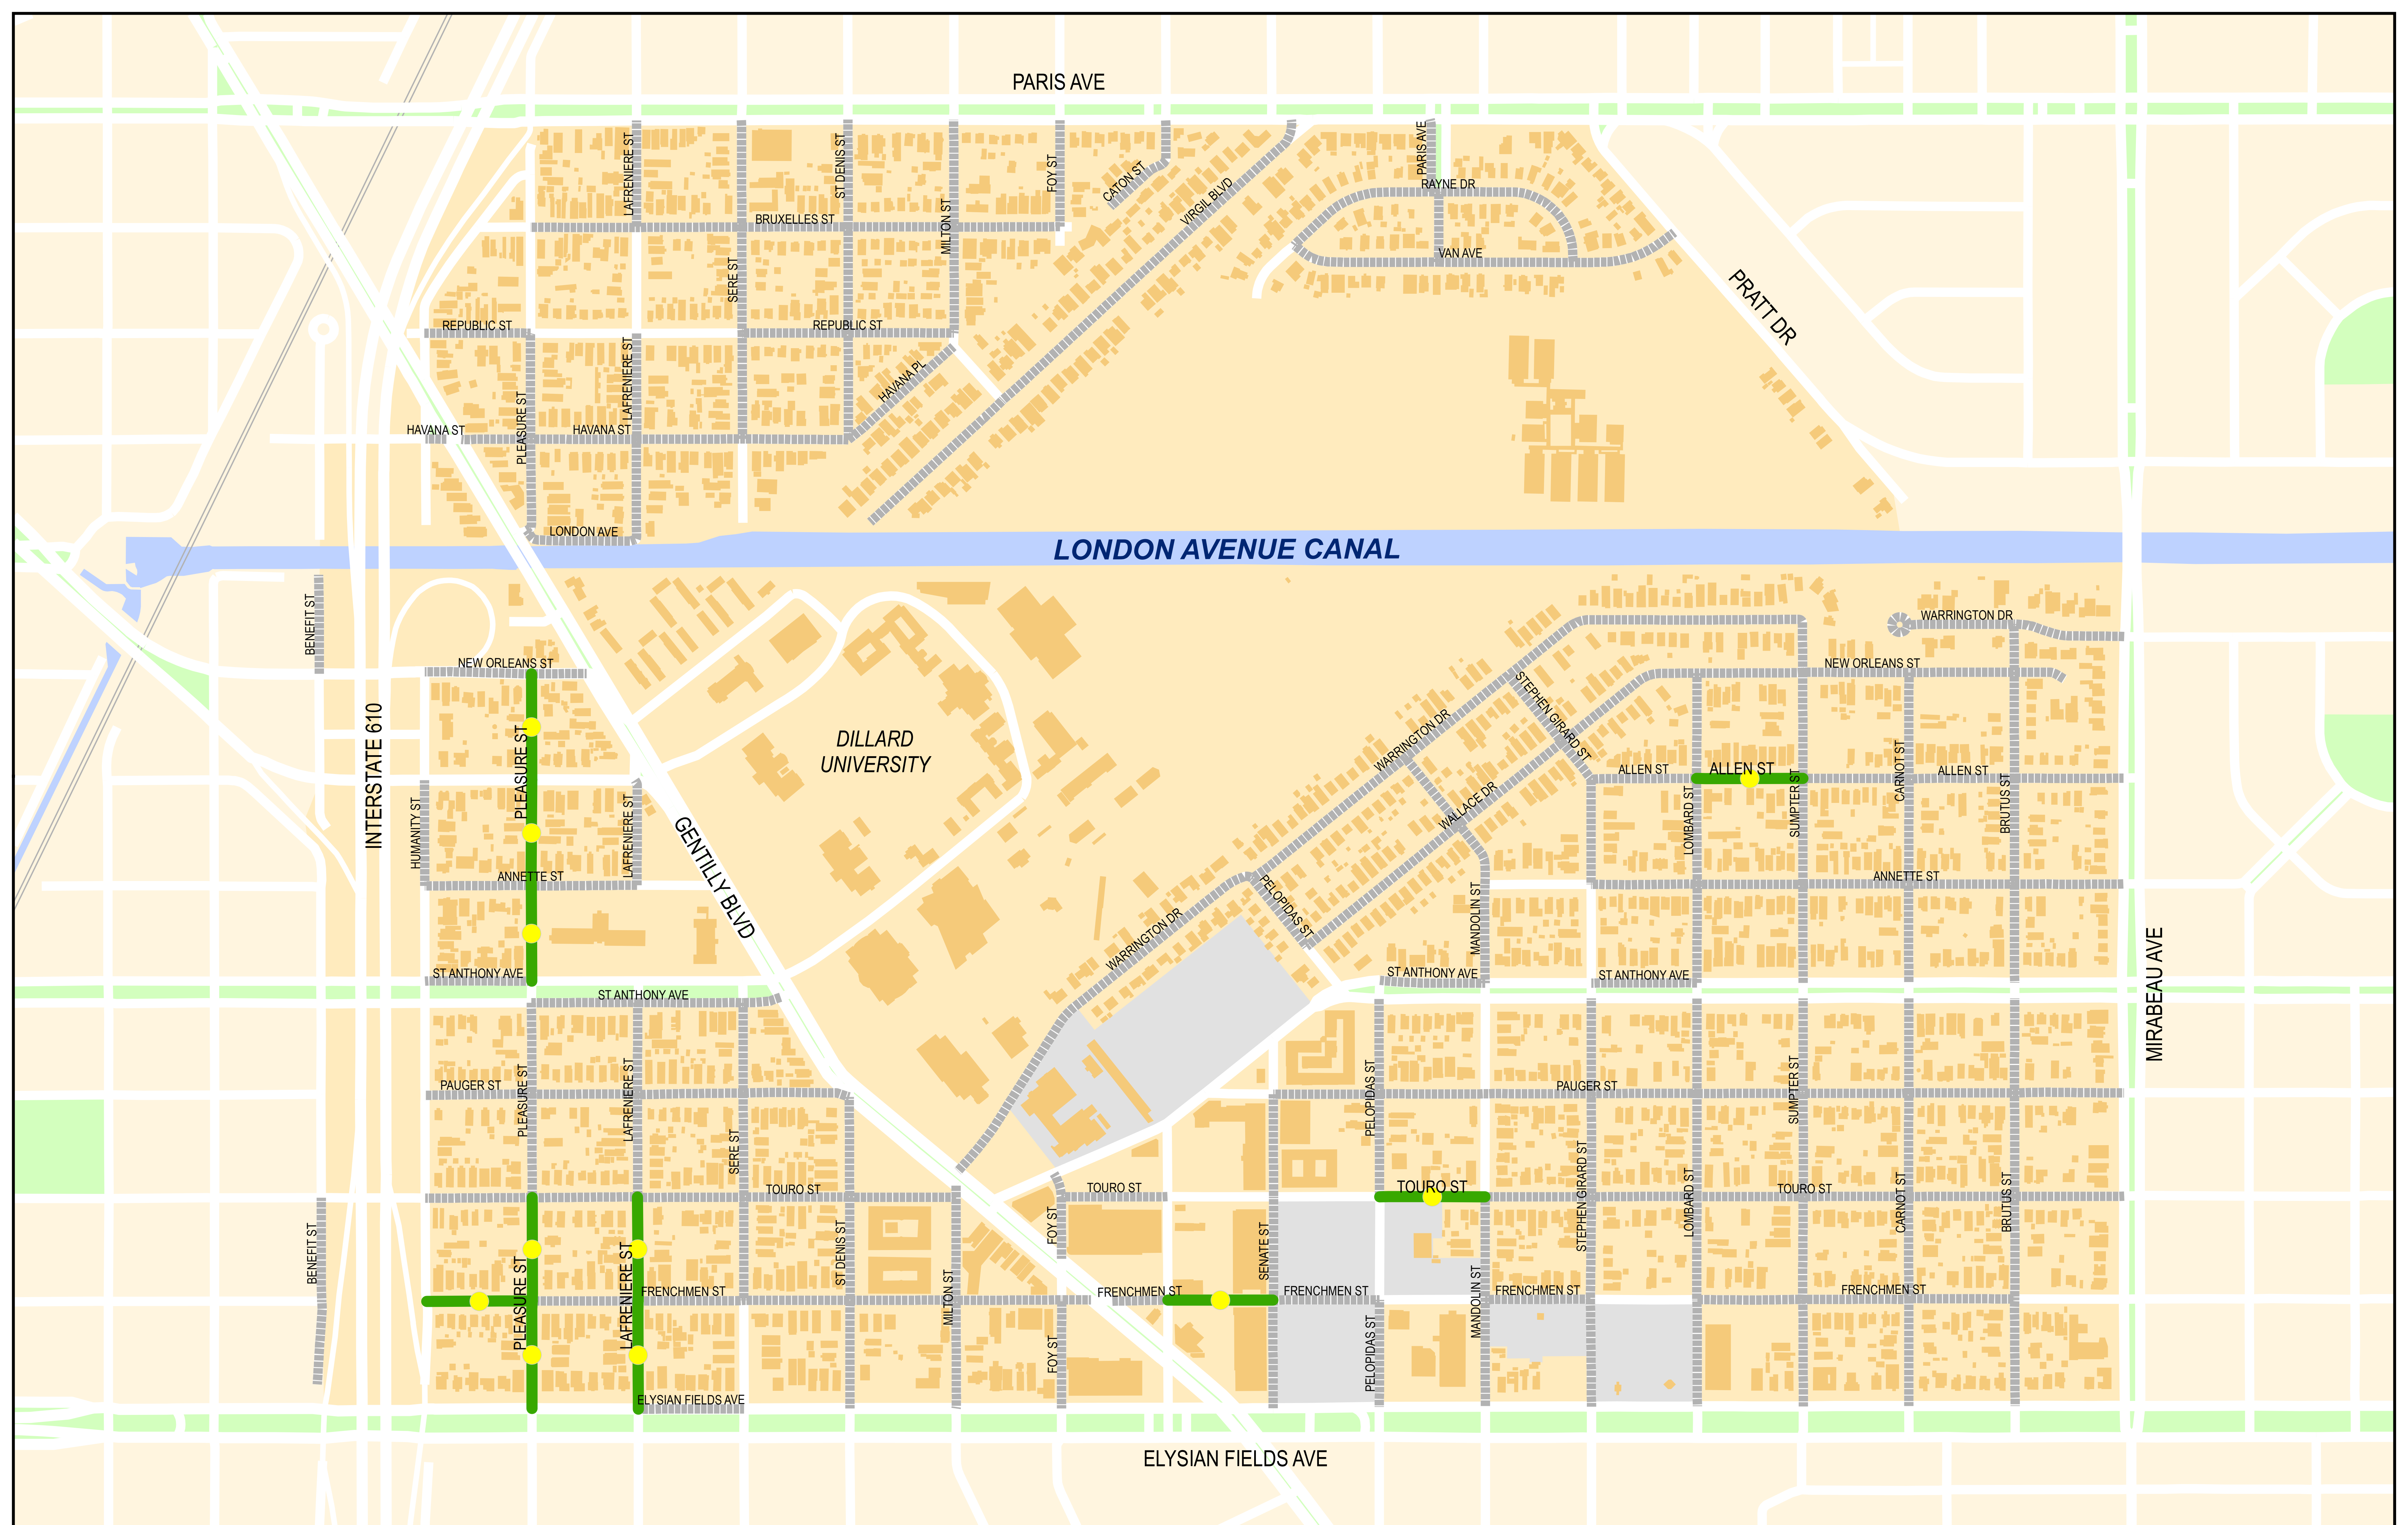 PARIS AVE
LAFRENIERE ST
ST DENIS ST
FOY ST
CATON ST
PARIS AVE
RAYNE DR
VIRGIL BLVD
BRUXELLES ST
MILTON ST
SERE ST
VAN AVE
PRATT DR
REPUBLIC ST
REPUBLIC ST
LAFRENIERE ST
HAVANA PL
PLEASURE ST
HAVANA ST
HAVANA ST
LONDON AVE
LONDON AVENUE CANAL
BENEFIT ST
WARRINGTON DR
NEW ORLEANS ST
NEW ORLEANS ST
STEPHEN GIRARD ST
INTERSTATE 610
PLEASURE ST
DILLARD
UNIVERSITY
WARRINGTON DR
ALLEN ST
ALLEN ST
ALLEN ST
CARNOT ST
HUMANITY ST
LAFRENIERE ST
WALLACE DR
LOMBARD ST
SUMPTER ST
BRUTUS ST
GENTILLY BLVD
ANNETTE ST
ANNETTE ST
PELOPIDAS ST
MANDOLIN ST
WARRINGTON DR
ST ANTHONY AVE
ST ANTHONY AVE
ST ANTHONY AVE
ST ANTHONY AVE
MIRABEAU AVE
PAUGER ST
PAUGER ST
PLEASURE ST
LAFRENIERE ST
PELOPIDAS ST
SUMPTER ST
SERE ST
TOURO ST
TOURO ST
TOURO ST
TOURO ST
STEPHEN GIRARD ST
LOMBARD ST
CARNOT ST
BRUTUS ST
BENEFIT ST
PLEASURE ST
LAFRENIERE ST
ST DENIS ST
FOY ST
SENATE ST
FRENCHMEN ST
FRENCHMEN ST
FRENCHMEN ST
FRENCHMEN ST
FRENCHMEN ST
MILTON ST
MANDOLIN ST
FOY ST
PELOPIDAS ST
ELYSIAN FIELDS AVE
ELYSIAN FIELDS AVE